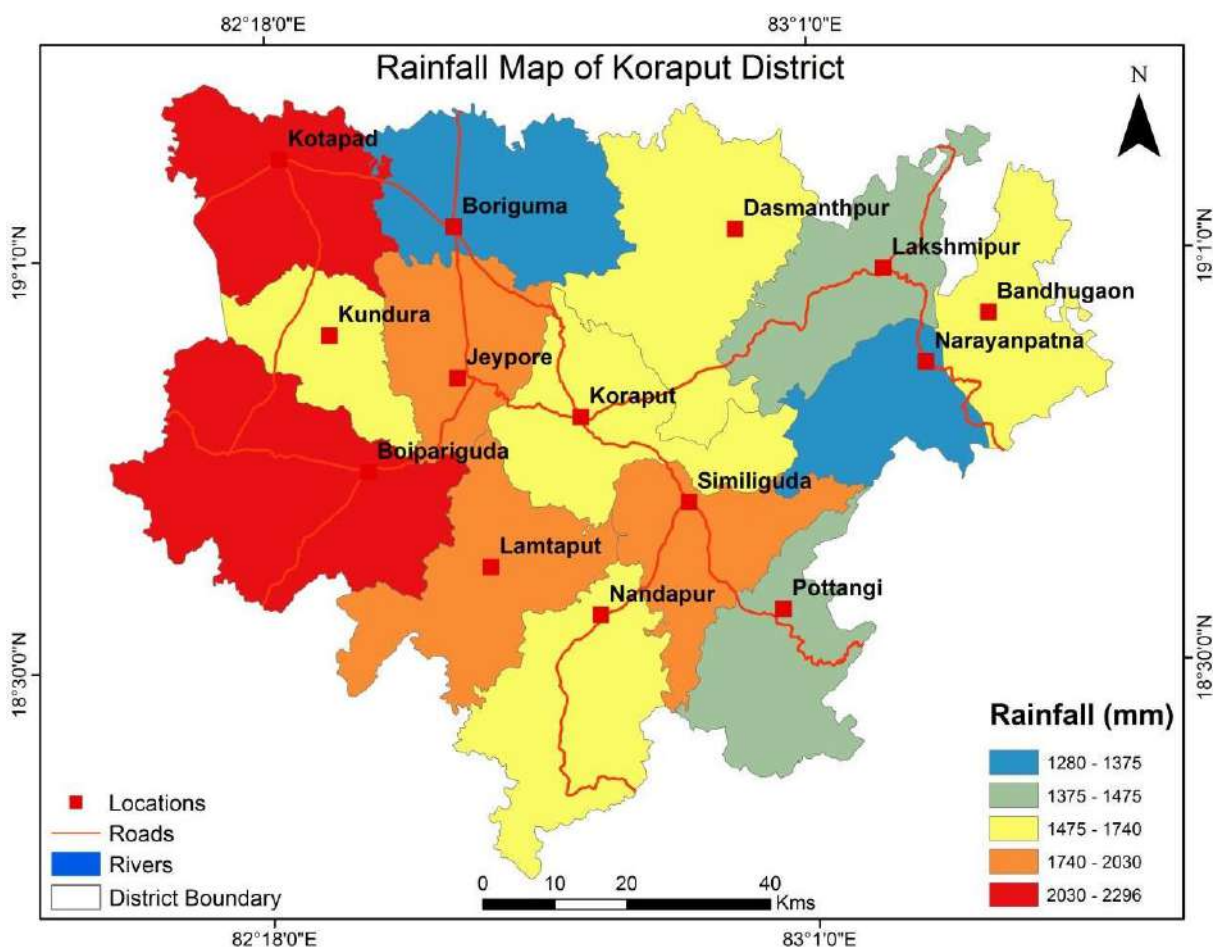 82°18'0"E
83°1'0"E
Rainfall Map of Koraput District
N
Kotapad
Boriguma
Dasmanthpur
Lakshmipur
19°1'0"N
19°1'0"N
Bandhugaon
Kundura
Narayanpatna
Jeypore
Koraput
Boipariguda
Similiguda
Lamtaput
Nandapur
Pottangi
18°30'0"N
18°30'0"N
Rainfall (mm)
1280 - 1375
1375 - 1475
1475 - 1740
1740 - 2030
2030 - 2296
Locations
Roads
Rivers
District Boundary
0 10 20 40
Kms
82°18'0"E
83°1'0"E